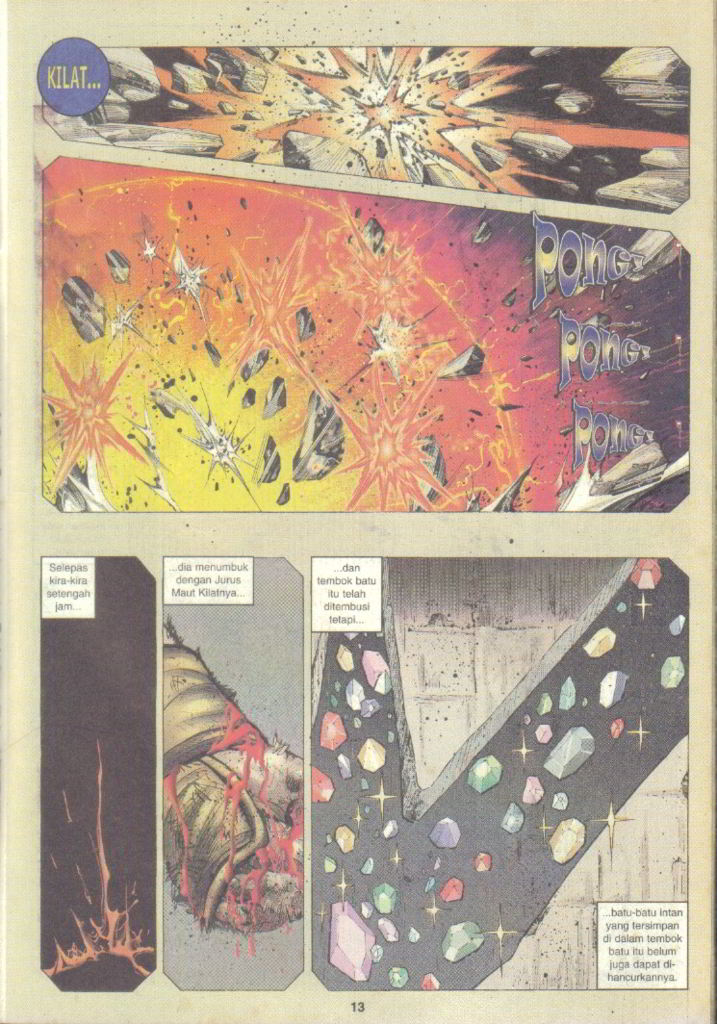 KILAT...
PONG!
PONG!
PONG!
Selepas
kira-kira
setengah
jam...
...dia menumbuk
dengan Jurus
Maut Kilatnya...
...dan
tembok batu
itu telah
ditembusi
tetapi...
...batu-batu intan
yang tersimpan
di dalam tembok
batu itu belum
juga dapat di-
hancurkannya.
13